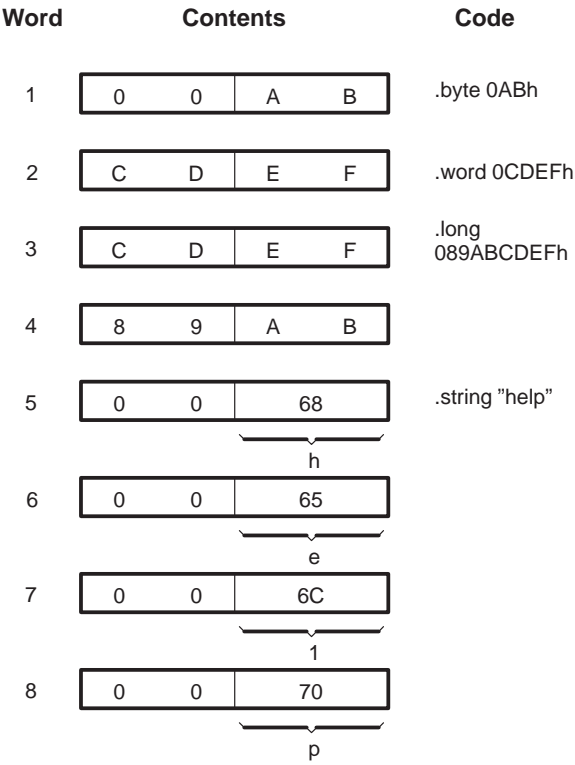 Word Contents Code
1 0 0 A B .byte 0ABh
2 C D E F .word 0CDEFh
3 C D E F .long
089ABCDEFh
4 8 9 A B
5 0 0 68 .string ”help”
h
6 0 0 65
e
7 0 0 6C
1
8 0 0 70
p